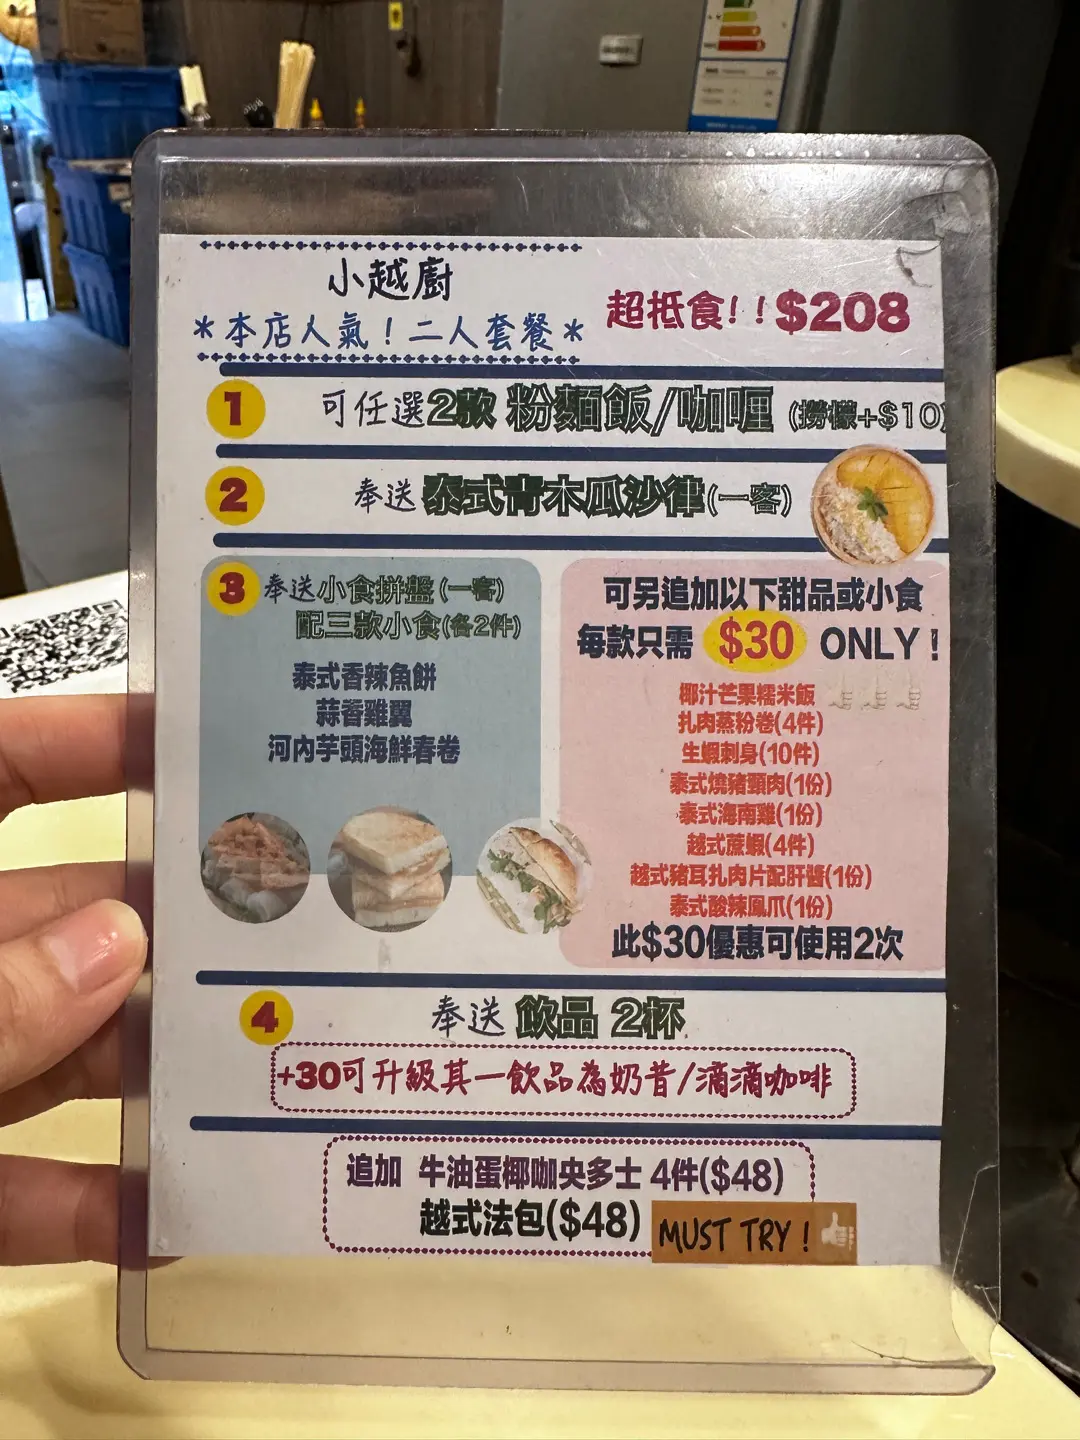 小越廚
*本店人氣！二人套餐*
超抵食！！$208
1 可任選2款 粉麵飯/咖喱 (撈檬+$10)
2 奉送 泰式青木瓜沙律(一客)
3 奉送小食拼盤(一客)
配三款小食(各2件)
泰式香辣魚餅
蒜蓉雞翼
河內芋頭海鮮春卷
可另追加以下甜品或小食
每款只需 $30 ONLY！
椰汁芒果糯米飯
扎肉蒸粉卷(4件)
生蝦刺身(10件)
泰式燒豬頸肉(1份)
泰式海南雞(1份)
越式蔗蝦(4件)
越式豬耳扎肉片配肝醬(1份)
泰式酸辣鳳爪(1份)
此$30優惠可使用2次
4 奉送 飲品 2杯
+30可升級其一飲品為奶昔/滴滴咖啡
追加 牛油蛋椰咖央多士 4件($48)
越式法包($48)
MUST TRY !